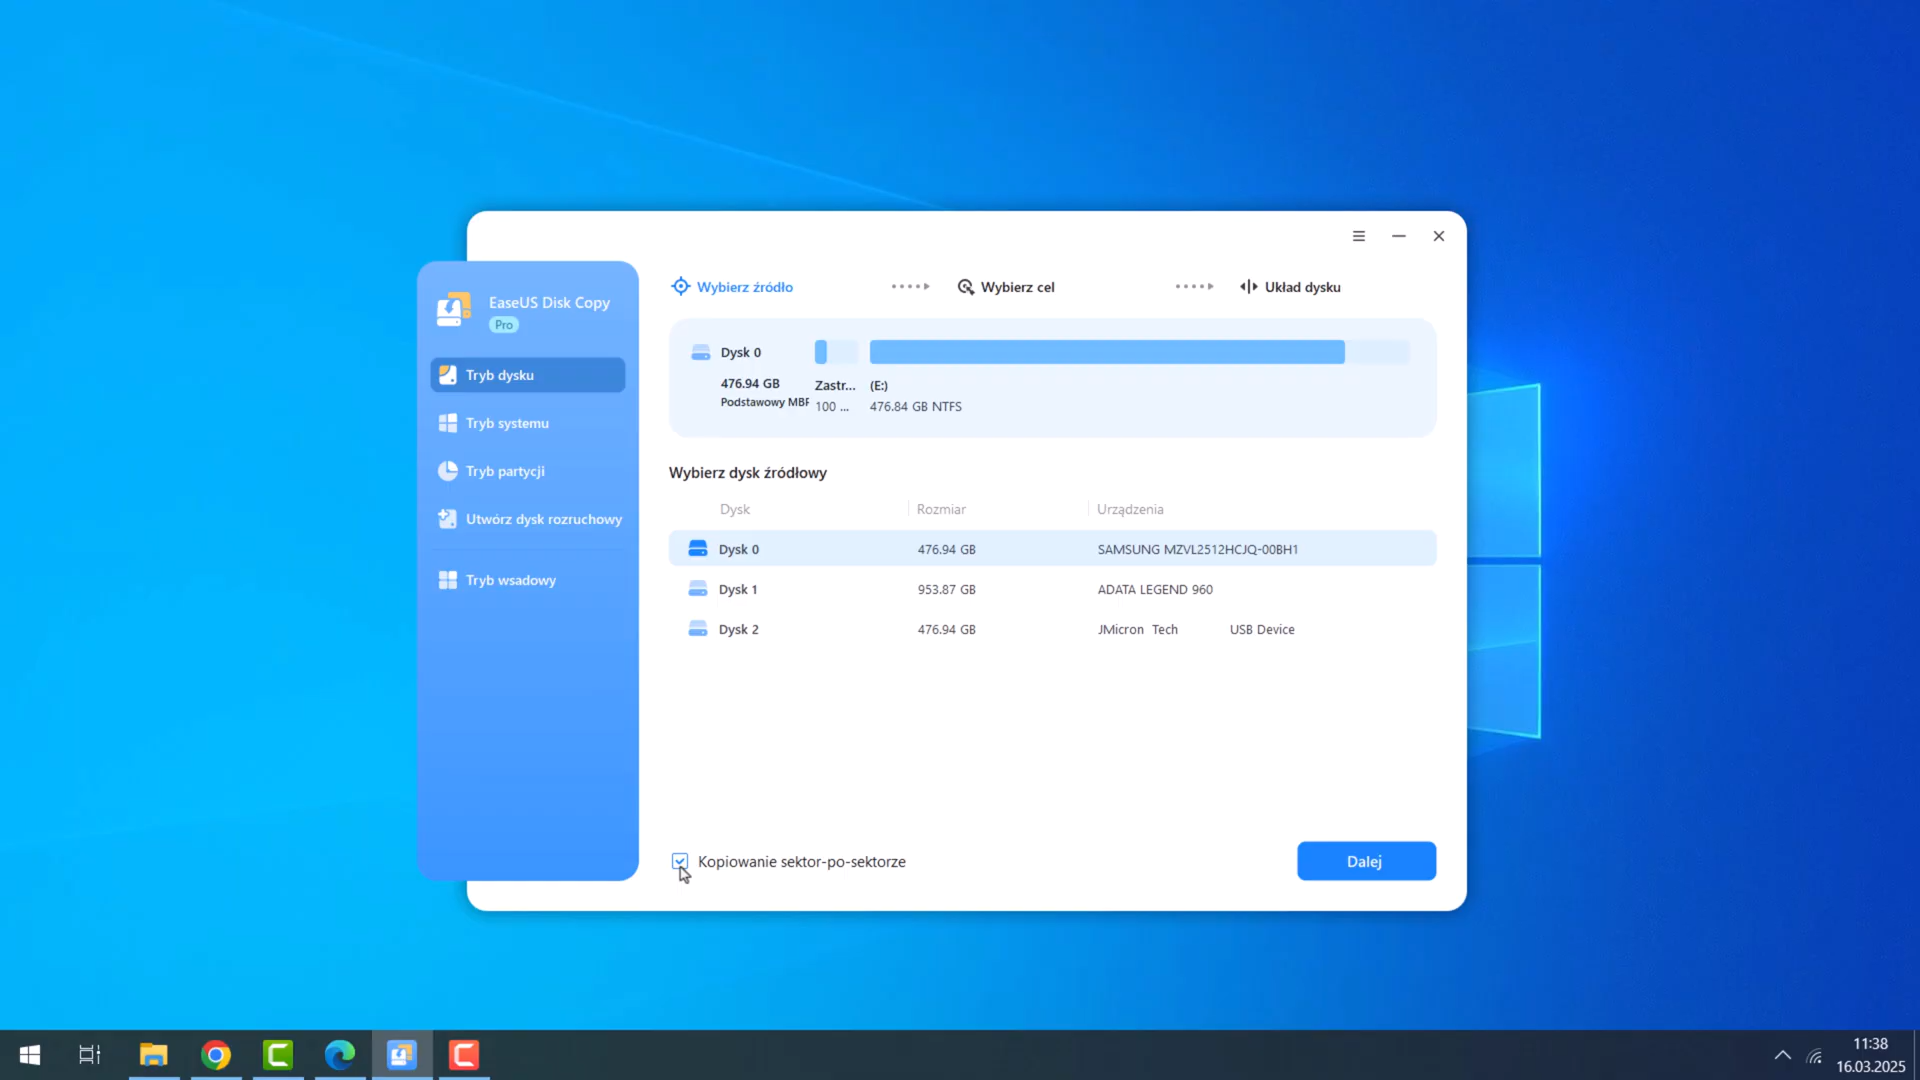 EaseUS Disk Copy
Pro
Tryb dysku
Tryb systemu
Tryb partycji
Utwórz dysk rozruchowy
Tryb wsadowy
Wybierz źródło
Wybierz cel
Układ dysku
Dysk 0
476.94 GB Zastr... (E:)
Podstawowy MBR 100 ... 476.84 GB NTFS
Wybierz dysk źródłowy
Dysk Rozmiar Urządzenia
Dysk 0 476.94 GB SAMSUNG MZVL2512HCJQ-00BH1
Dysk 1 953.87 GB ADATA LEGEND 960
Dysk 2 476.94 GB JMicron Tech USB Device
Kopiowanie sektor-po-sektorze
Dalej
11:38
16.03.2025